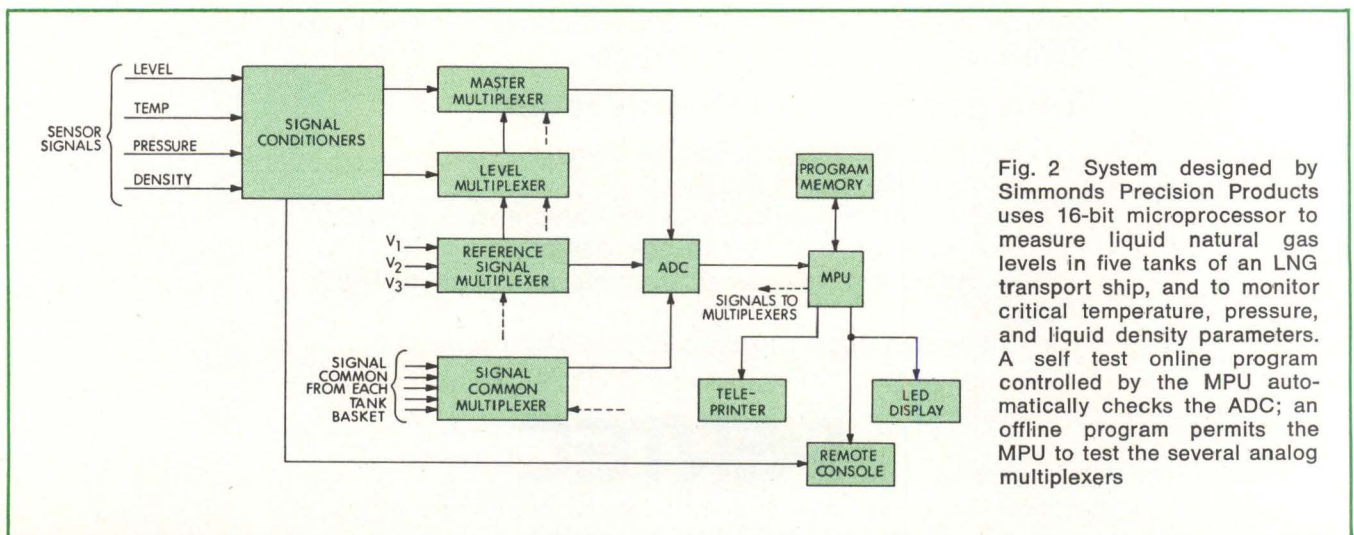 LEVEL
TEMP
SENSOR
SIGNALS
PRESSURE
DENSITY
SIGNAL
CONDITIONERS
MASTER
MULTIPLEXER
LEVEL
MULTIPLEXER
V1
V2
V3
REFERENCE
SIGNAL
MULTIPLEXER
SIGNAL
COMMON
FROM EACH
TANK
BASKET
SIGNAL
COMMON
MULTIPLEXER
ADC
PROGRAM
MEMORY
MPU
SIGNALS TO
MULTIPLEXERS
TELE-
PRINTER
LED
DISPLAY
REMOTE
CONSOLE
Fig. 2 System designed by
Simmonds Precision Products
uses 16-bit microprocessor to
measure liquid natural gas
levels in five tanks of an LNG
transport ship, and to monitor
critical temperature, pressure,
and liquid density parameters.
A self test online program
controlled by the MPU auto-
matically checks the ADC; an
offline program permits the
MPU to test the several analog
multiplexers